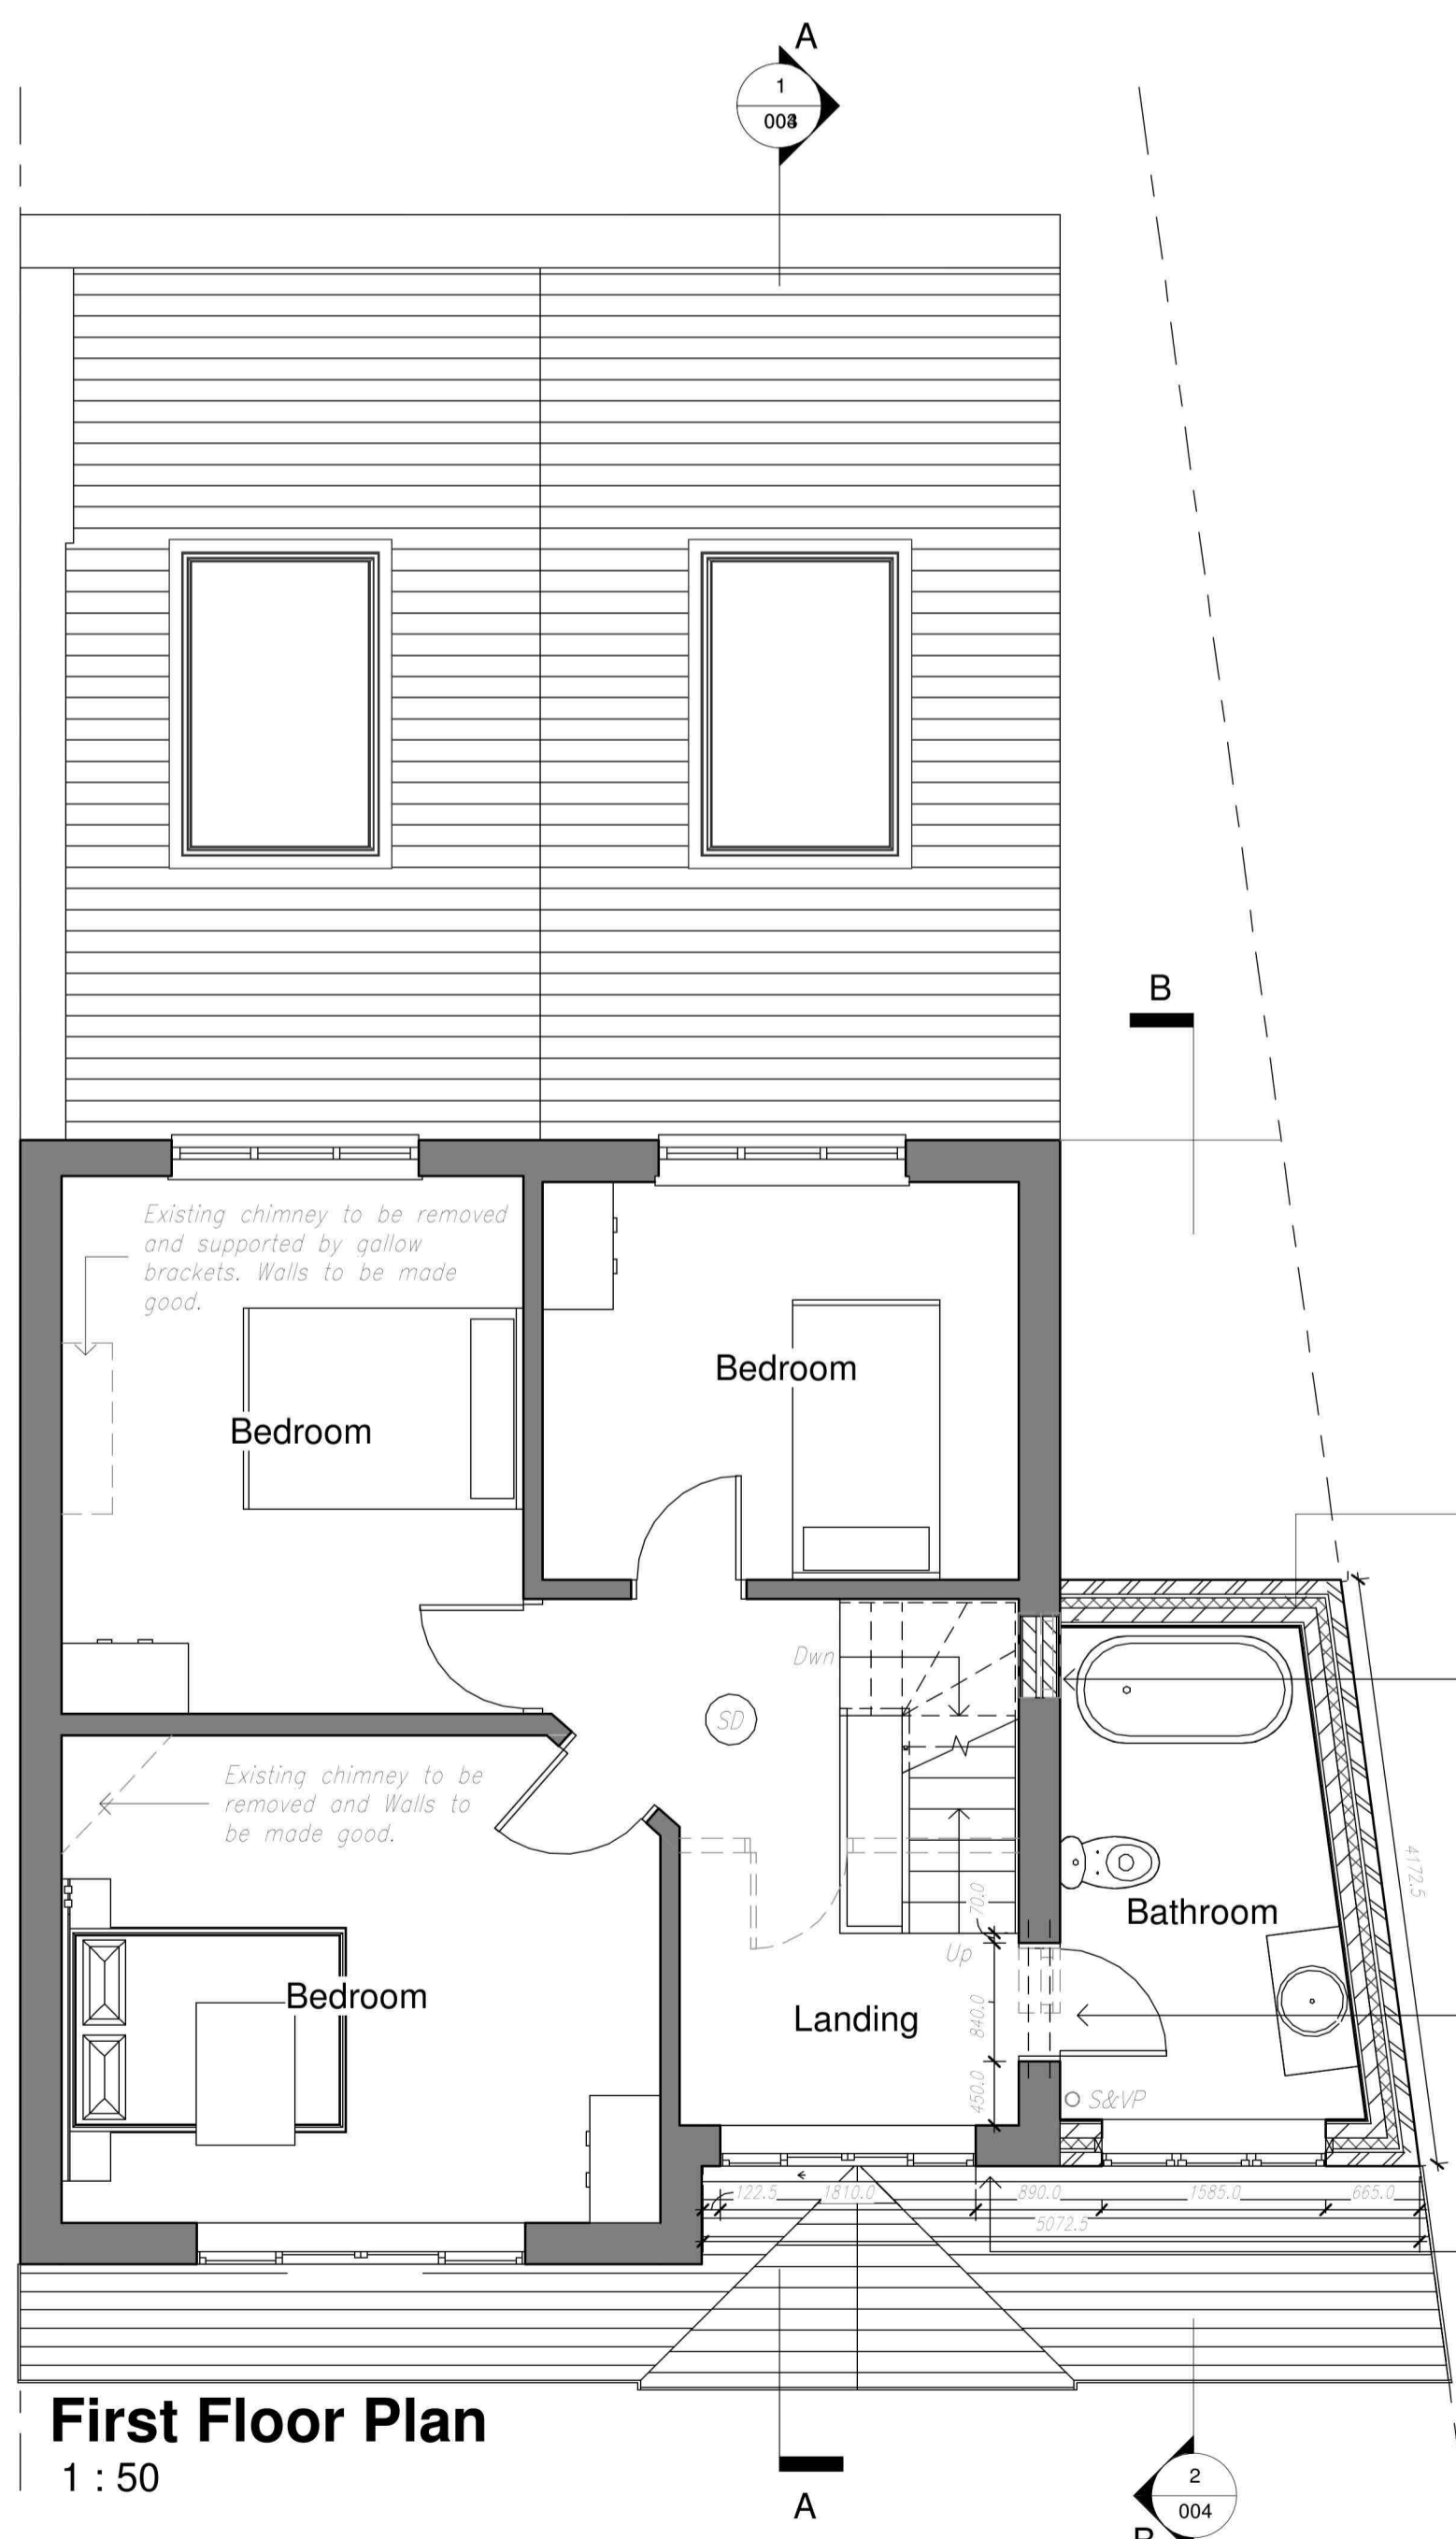 A
1
B
Existing chimney to be removed
and supported by gallow
brackets. Walls to be made
good.
Bedroom
Bedroom
Dwn
SD
Existing chimney to be
removed and Walls to
be made good.
4172.5
70.0
Bathroom
Up
Bedroom
Landing
840.0
450.0
S&VP
122.5
1810.0
890.0
1585.0
665.0
5072.5
First Floor Plan
1 : 50
A
2
004
B